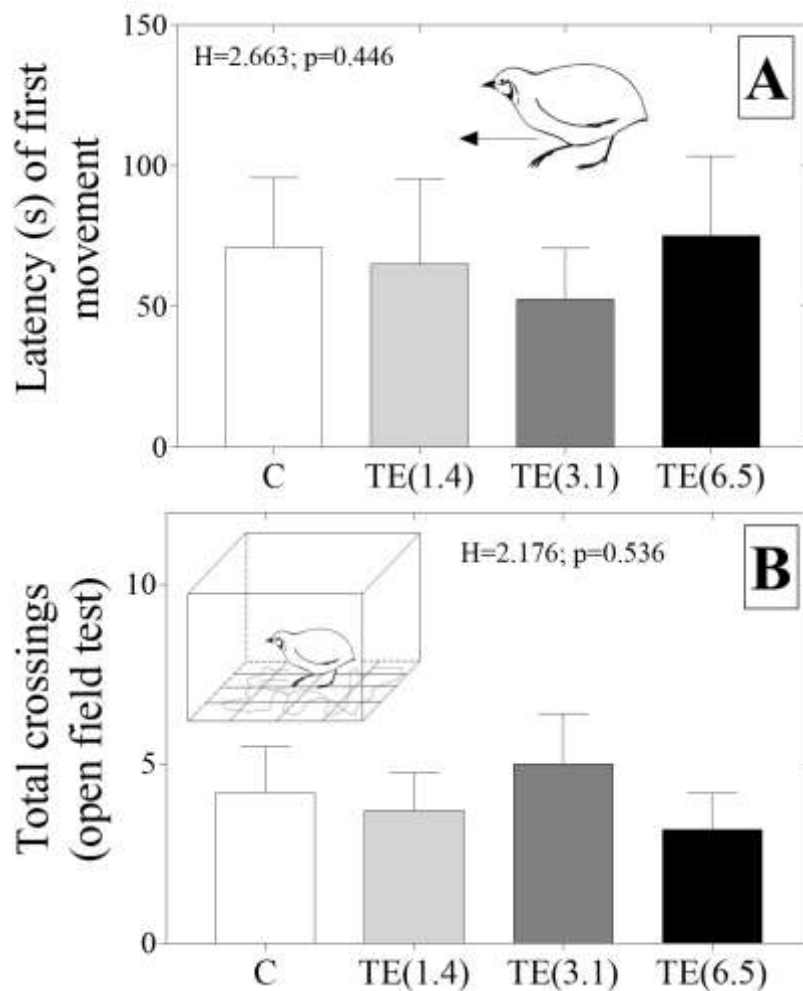 150
H=2.663; p=0.446
A
Latency (s) of first
movement
100
50
0
C TE(1.4) TE(3.1) TE(6.5)
H=2.176; p=0.536
B
Total crossings
(open field test)
10
5
0
C TE(1.4) TE(3.1) TE(6.5)